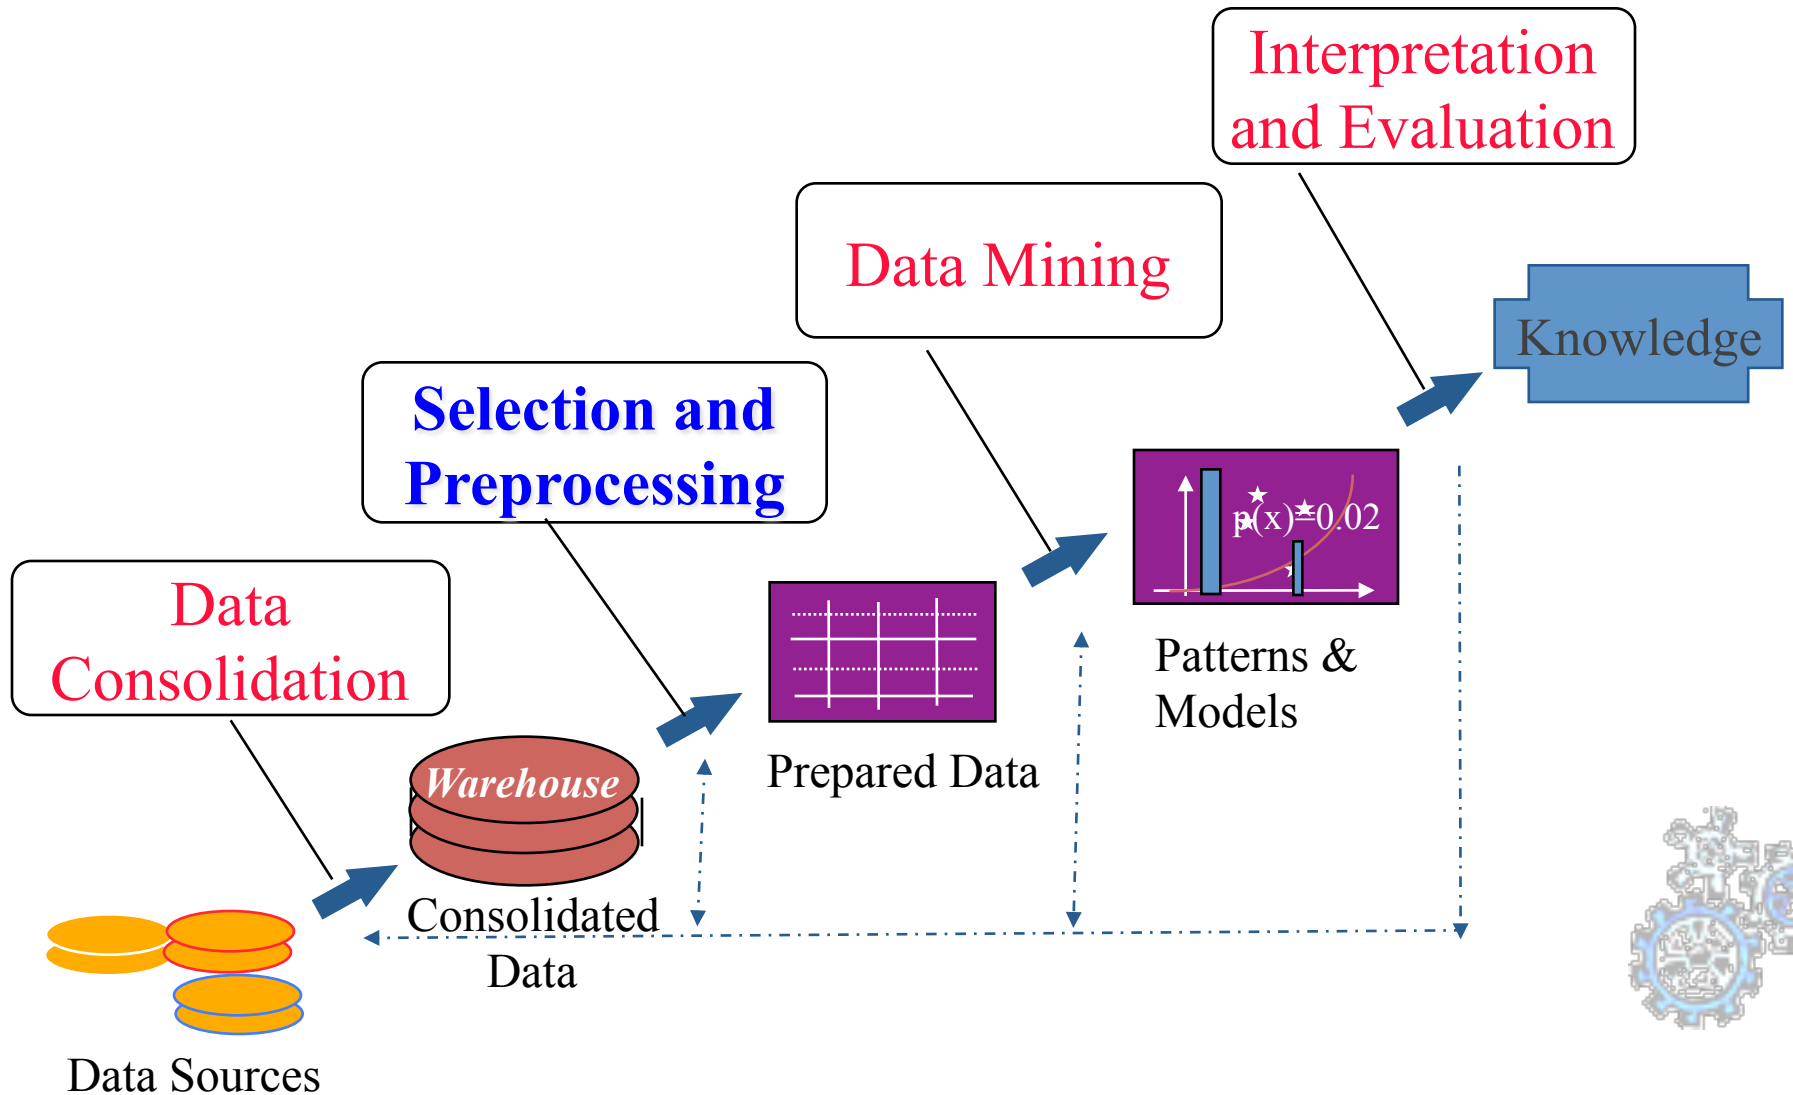 Interpretation
and Evaluation
Data Mining
Knowledge
Selection and
Preprocessing
p(x)=0.02
Data
Consolidation
Patterns &
Models
Warehouse
Prepared Data
Consolidated
Data
Data Sources